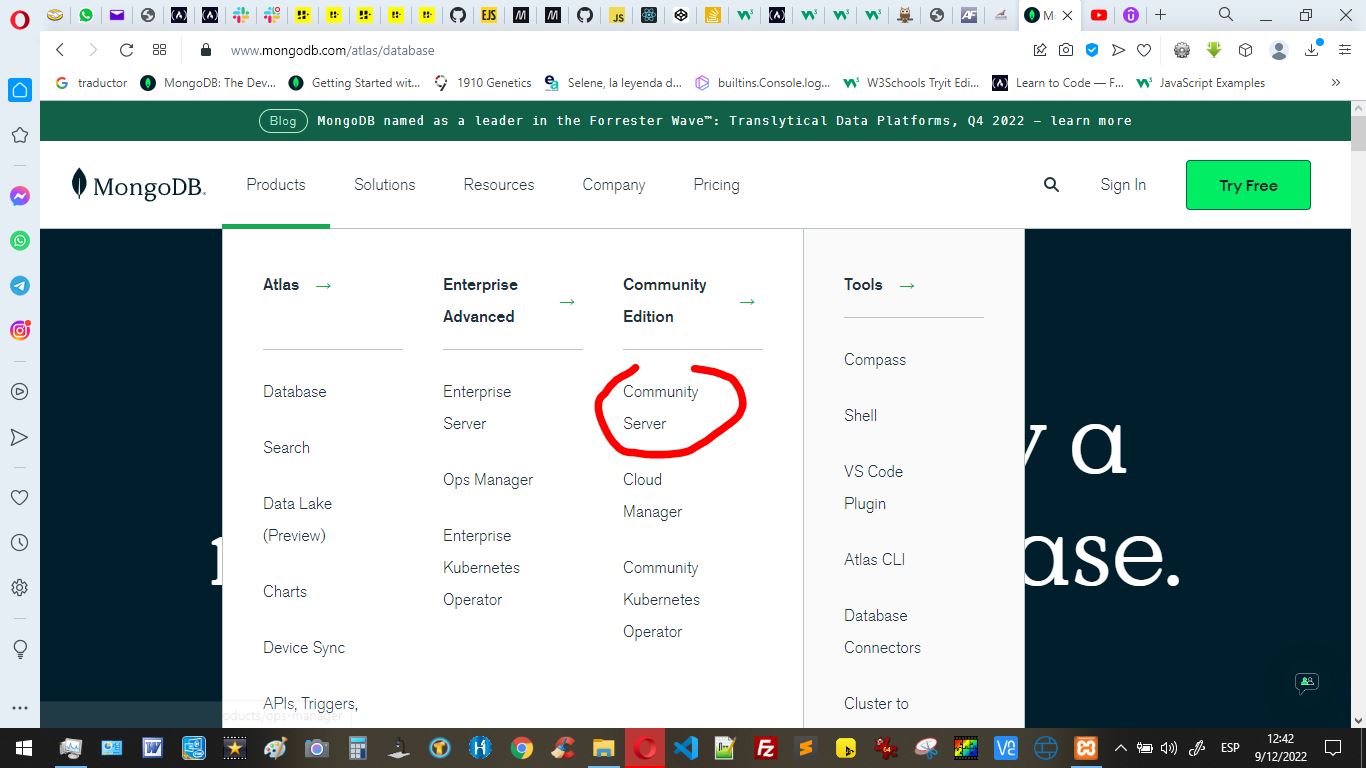 www.mongodb.com/atlas/database
traductor
MongoDB: The Dev...
Getting Started wit...
1910 Genetics
Selene, la leyenda d...
builtins.Console.log...
W3Schools Tryit Edi...
Learn to Code — F...
JavaScript Examples
Blog MongoDB named as a leader in the Forrester Wave™: Translytical Data Platforms, Q4 2022 — learn more
MongoDB.
Products
Solutions
Resources
Company
Pricing
Sign In
Try Free
Atlas →
Database
Search
Data Lake
(Preview)
Charts
Device Sync
APIs, Triggers,
Enterprise
Advanced →
Enterprise
Server
Ops Manager
Enterprise
Kubernetes
Operator
Community
Edition →
Community
Server
Cloud
Manager
Community
Kubernetes
Operator
Tools →
Compass
Shell
VS Code
Plugin
Atlas CLI
Database
Connectors
Cluster to
a
ase.
oducts/ops-manager
ESP
12:42
9/12/2022